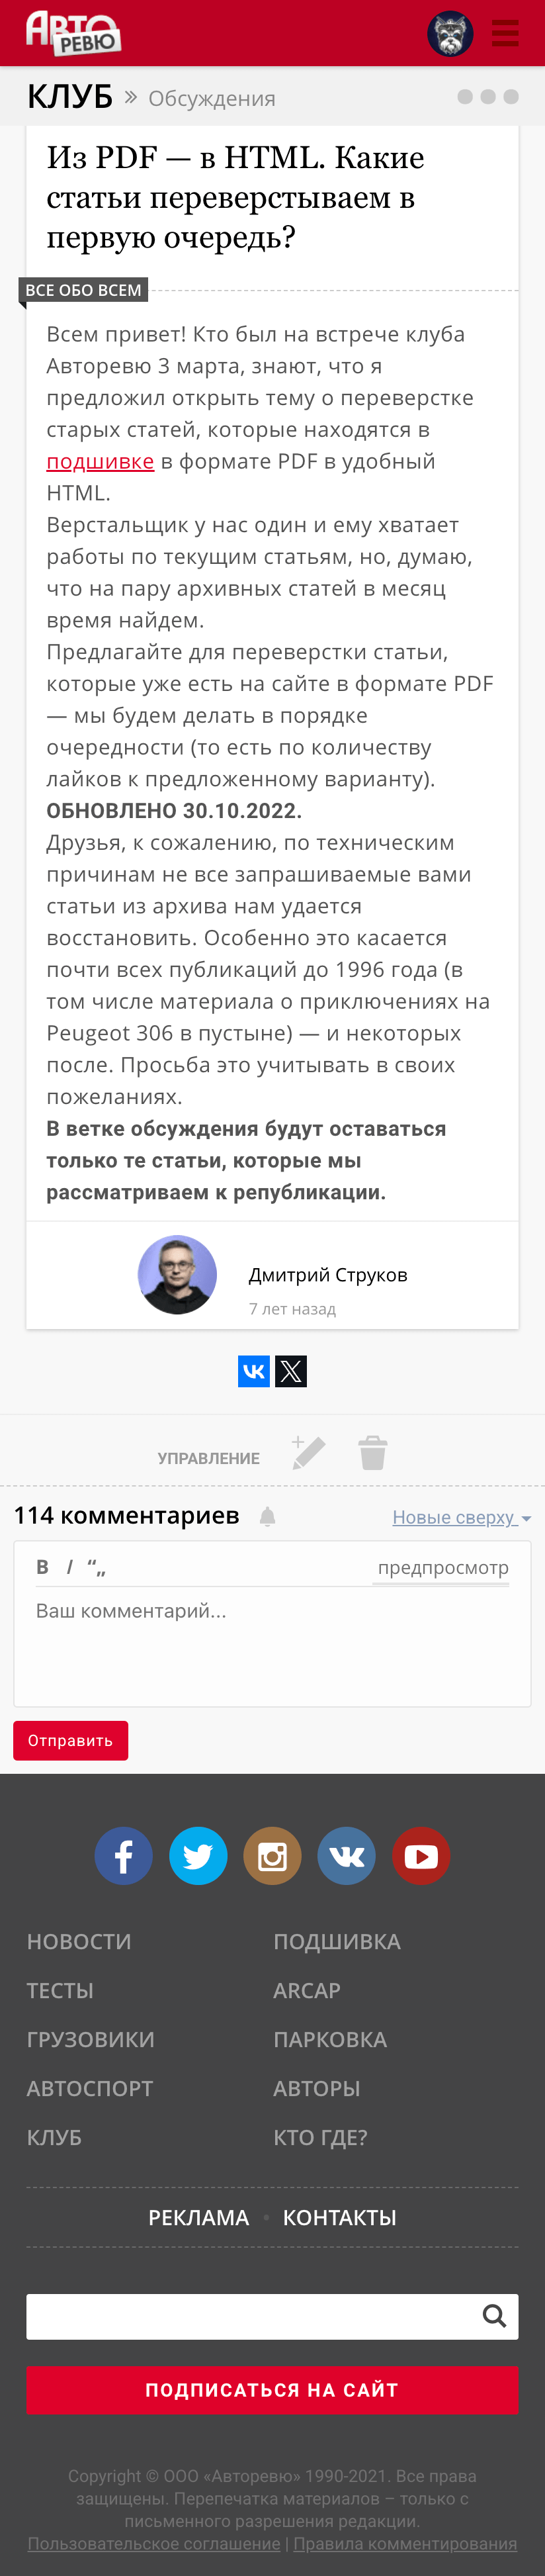 АВТО
РЕВЮ
КЛУБ » Обсуждения
Из PDF — в HTML. Какие
статьи переверстываем в
первую очередь?
ВСЕ ОБО ВСЕМ
Всем привет! Кто был на встрече клуба
Авторевю 3 марта, знают, что я
предложил открыть тему о переверстке
старых статей, которые находятся в
подшивке в формате PDF в удобный
HTML.
Верстальщик у нас один и ему хватает
работы по текущим статьям, но, думаю,
что на пару архивных статей в месяц
время найдем.
Предлагайте для переверстки статьи,
которые уже есть на сайте в формате PDF
— мы будем делать в порядке
очередности (то есть по количеству
лайков к предложенному варианту).
ОБНОВЛЕНО 30.10.2022.
Друзья, к сожалению, по техническим
причинам не все запрашиваемые вами
статьи из архива нам удается
восстановить. Особенно это касается
почти всех публикаций до 1996 года (в
том числе материала о приключениях на
Peugeot 306 в пустыне) — и некоторых
после. Просьба это учитывать в своих
пожеланиях.
В ветке обсуждения будут оставаться
только те статьи, которые мы
рассматриваем к републикации.
Дмитрий Струков
7 лет назад
УПРАВЛЕНИЕ
114 комментариев Новые сверху
B I “„ предпросмотр
Ваш комментарий...
Отправить
НОВОСТИ ПОДШИВКА
ТЕСТЫ ARCAP
ГРУЗОВИКИ ПАРКОВКА
АВТОСПОРТ АВТОРЫ
КЛУБ КТО ГДЕ?
РЕКЛАМА • КОНТАКТЫ
ПОДПИСАТЬСЯ НА САЙТ
Copyright © ООО «Авторевю» 1990-2021. Все права
защищены. Перепечатка материалов – только с
письменного разрешения редакции.
Пользовательское соглашение | Правила комментирования